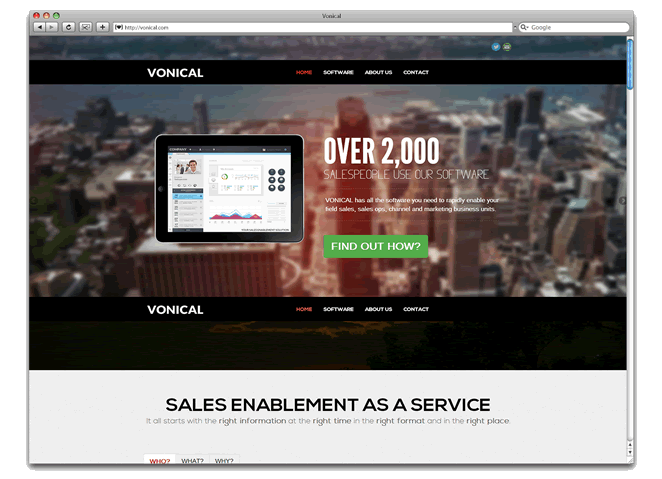 Vonical
http://vonical.com
Google
VONICAL
HOME SOFTWARE ABOUT US CONTACT
COMPANY
OVER 2,000
SALESPEOPLE USE OUR SOFTWARE
VONICAL has all the software you need to rapidly enable your
field sales, sales ops, channel and marketing business units.
FIND OUT HOW?
VONICAL
HOME SOFTWARE ABOUT US CONTACT
SALES ENABLEMENT AS A SERVICE
It all starts with the right information at the right time in the right format and in the right place.
WHO? WHAT? WHY?